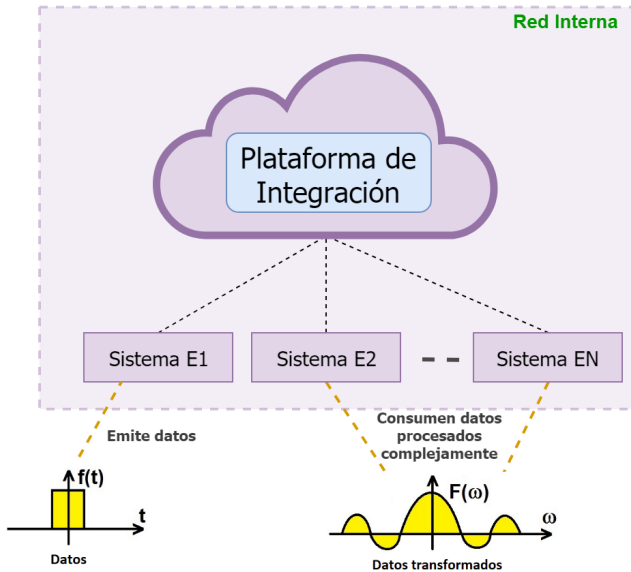 Red Interna
Plataforma de
Integración
Sistema E1
Sistema E2
Sistema EN
Emite datos
Consumen datos
procesados
complejamente
f(t)
t
Datos
F(ω)
ω
Datos transformados